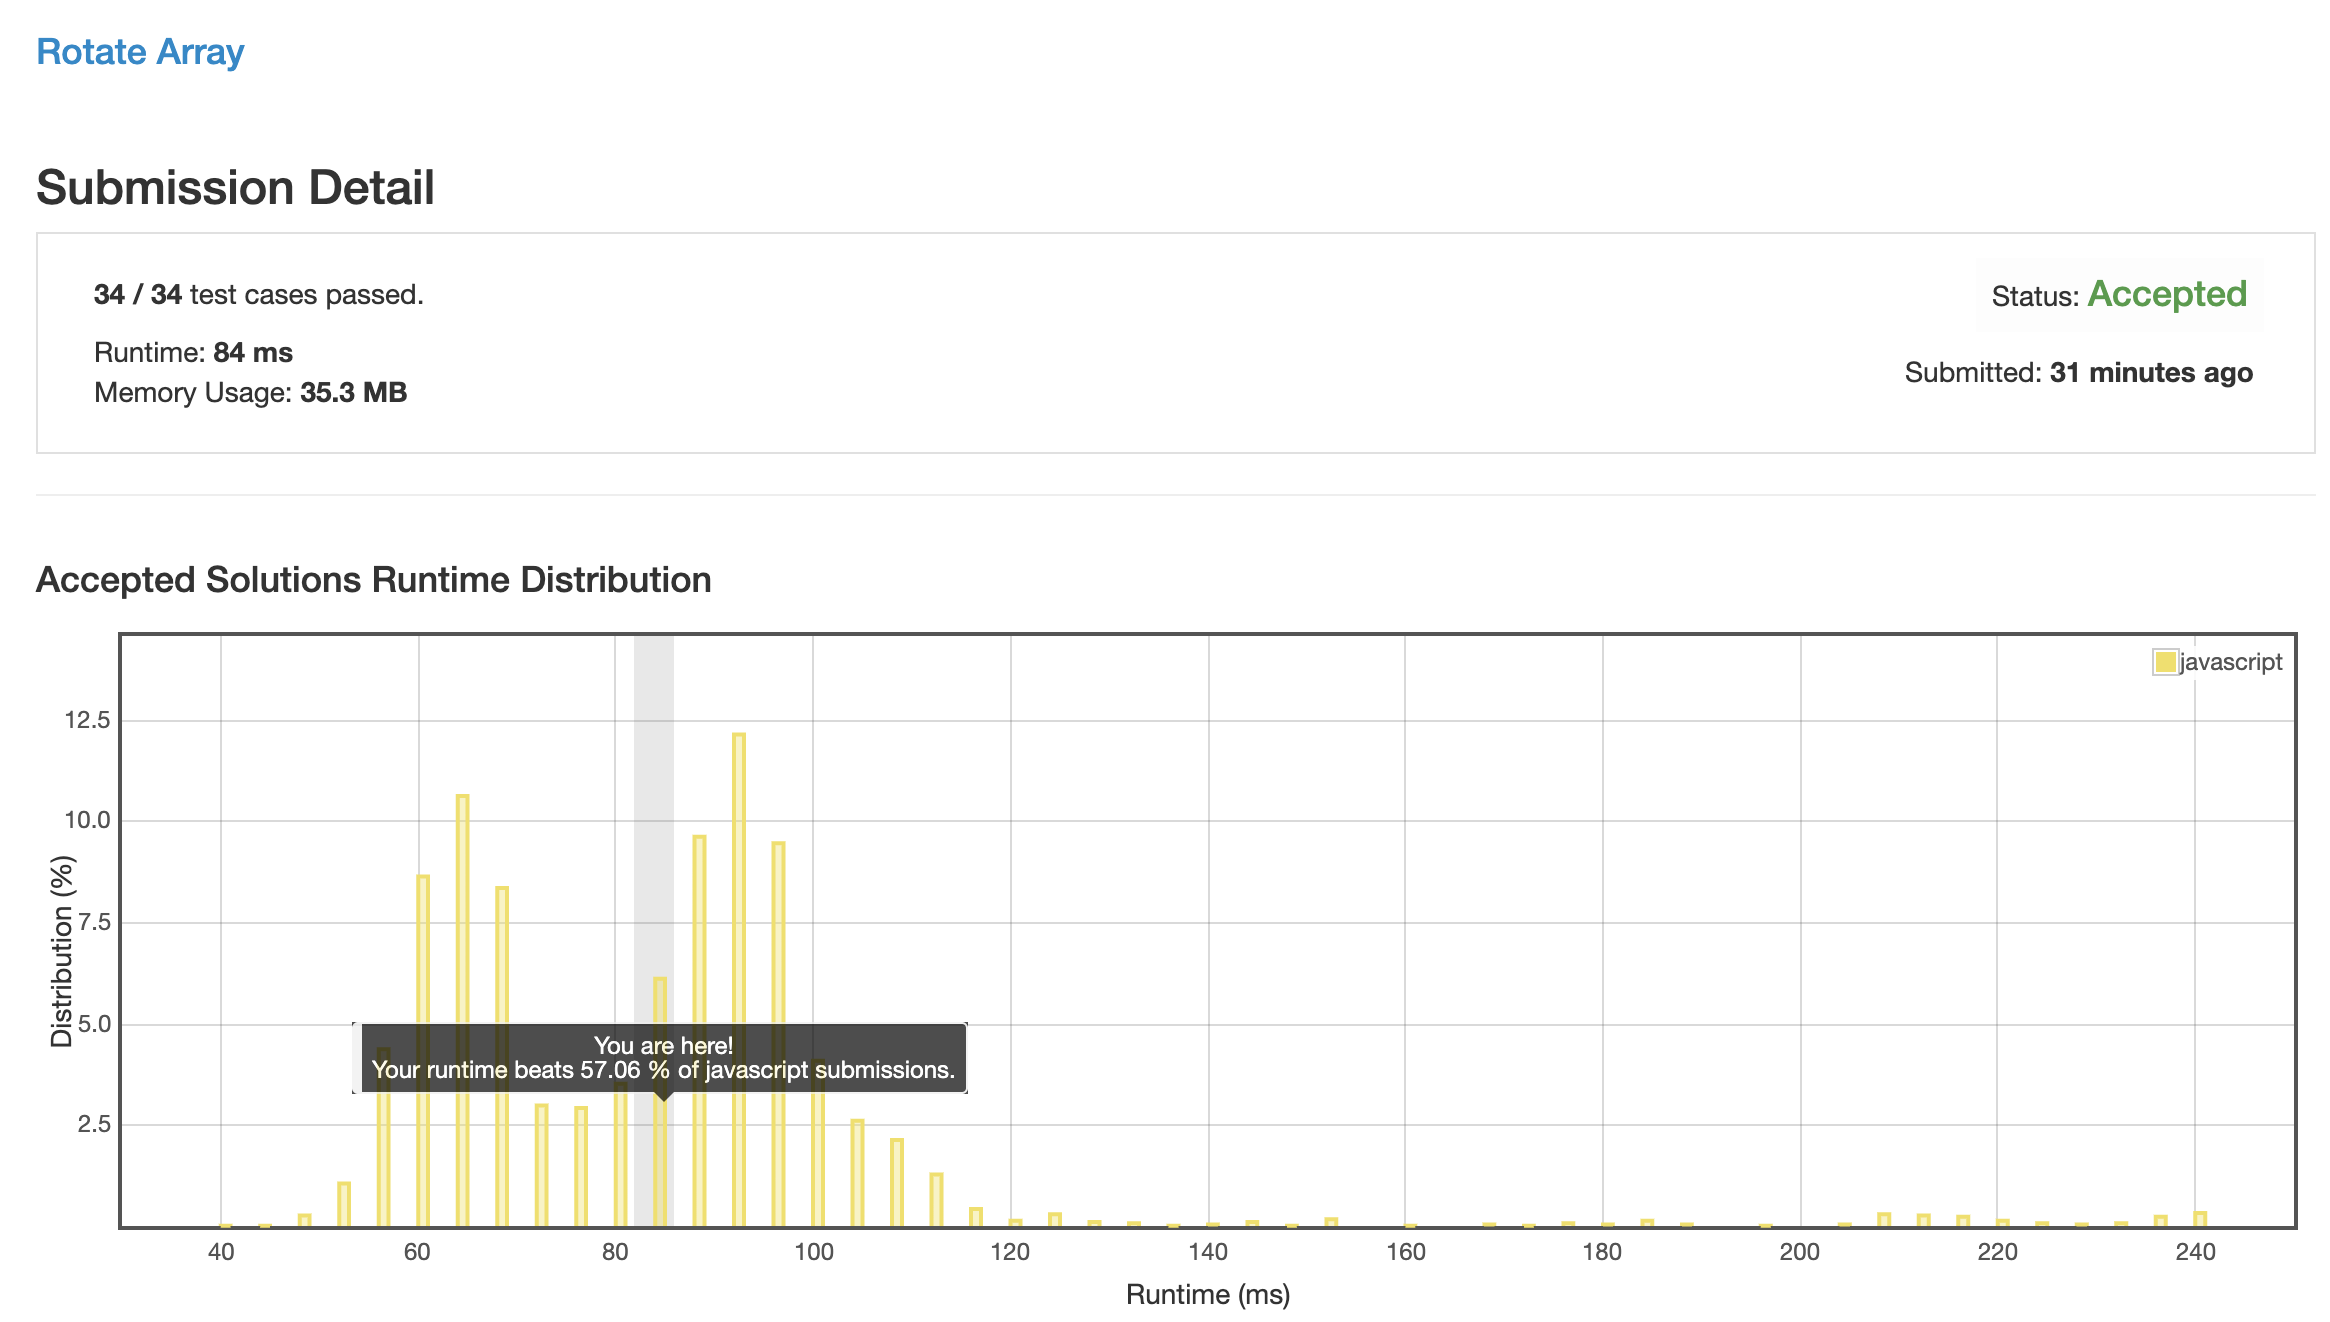 Rotate Array
Submission Detail
34 / 34 test cases passed.
Status: Accepted
Runtime: 84 ms
Submitted: 31 minutes ago
Memory Usage: 35.3 MB
Accepted Solutions Runtime Distribution
javascript
12.5
10.0
7.5
5.0
2.5
Distribution (%)
You are here!
Your runtime beats 57.06 % of javascript submissions.
40 60 80 100 120 140 160 180 200 220 240
Runtime (ms)